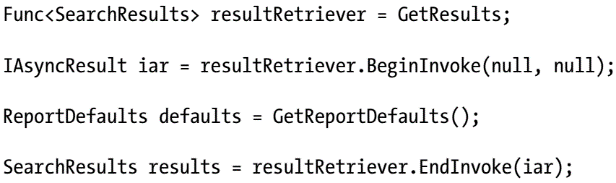 Func<SearchResults> resultRetriever = GetResults;
IAsyncResult iar = resultRetriever.BeginInvoke(null, null);
ReportDefaults defaults = GetReportDefaults();
SearchResults results = resultRetriever.EndInvoke(iar);